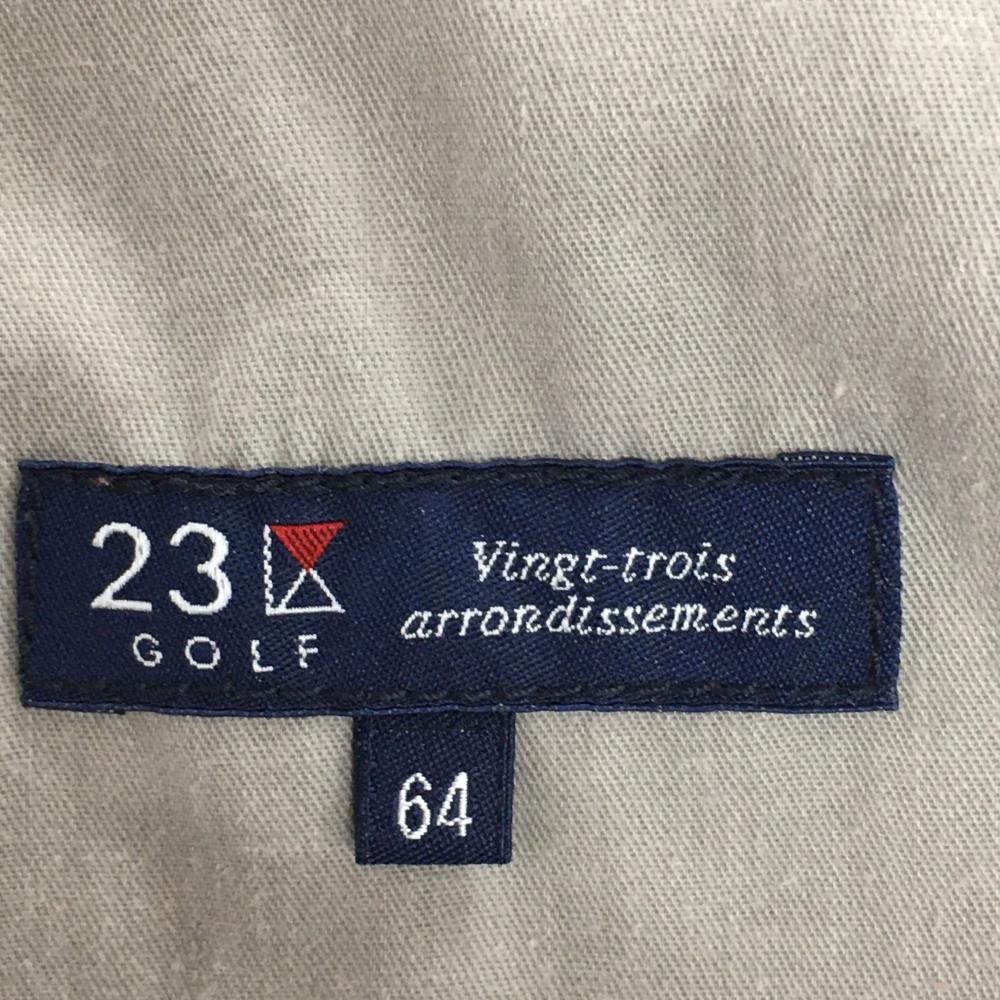 23
GOLF
Vingt-trois
arrondissements
64